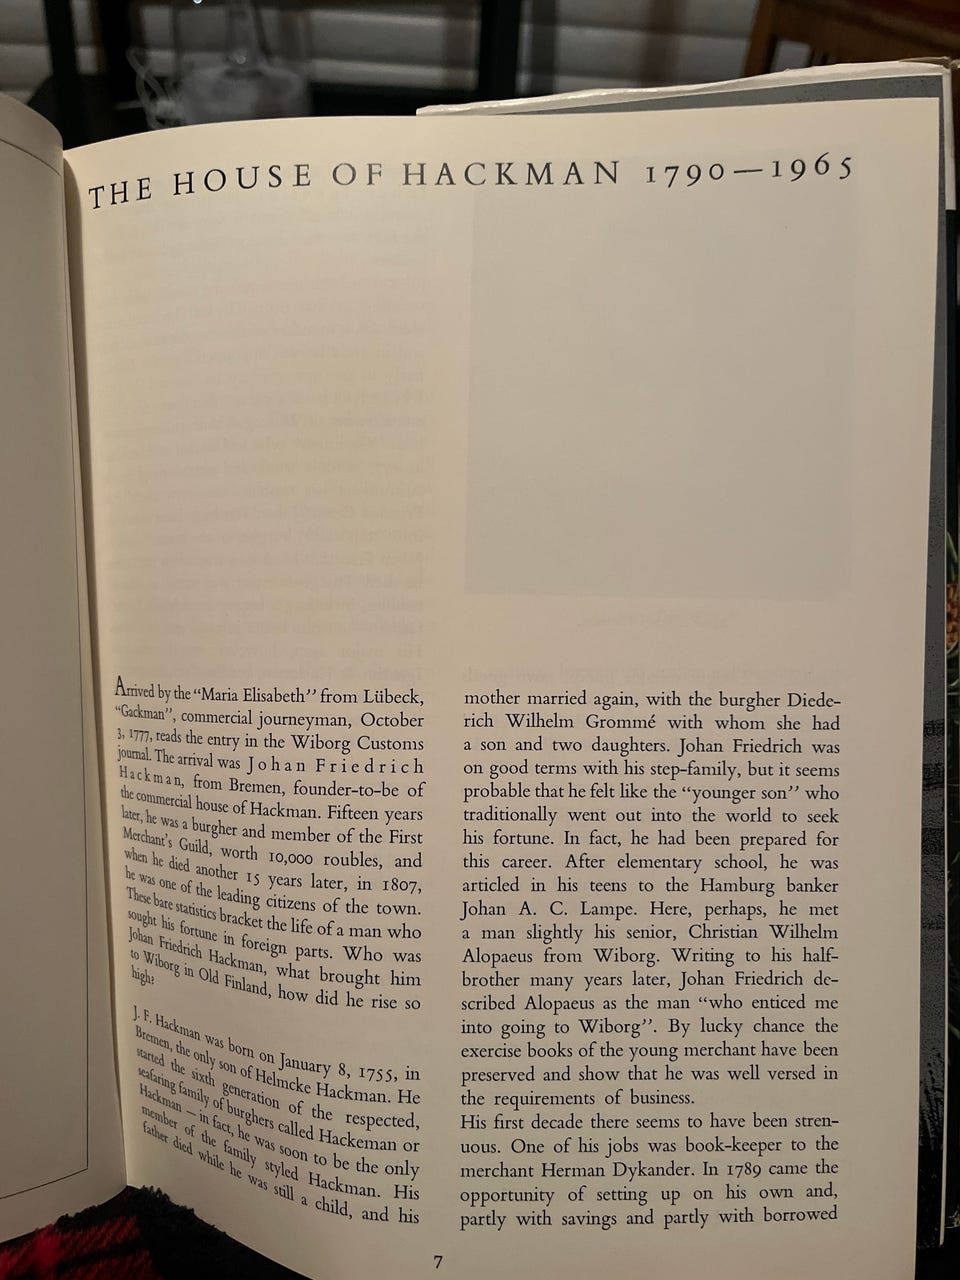 THE HOUSE OF HACKMAN 1790—1965
Arrived by the “Maria Elisabeth” from Lübeck,
“Gackman”, commercial journeyman, October
3, 1777, reads the entry in the Wiborg Customs
journal. The arrival was Johan Friedrich
Hackman, from Bremen, founder-to-be of
the commercial house of Hackman. Fifteen years
later, he was a burgher and member of the First
Merchant's Guild, worth 10,000 roubles, and
when he died another 15 years later, in 1807,
he was one of the leading citizens of the town.
These bare statistics bracket the life of a man who
sought his fortune in foreign parts. Who was
Johan Friedrich Hackman, what brought him
to Wiborg in Old Finland, how did he rise so
high?
J. F. Hackman was born on January 8, 1755, in
Bremen, the only son of Helmcke Hackman. He
started the sixth generation of the respected,
seafaring family of burghers called Hackeman or
Hackman — in fact, he was soon to be the only
member of the family styled Hackman. His
father died while he was still a child, and his
mother married again, with the burgher Diede-
rich Wilhelm Grommé with whom she had
a son and two daughters. Johan Friedrich was
on good terms with his step-family, but it seems
probable that he felt like the “younger son” who
traditionally went out into the world to seek
his fortune. In fact, he had been prepared for
this career. After elementary school, he was
articled in his teens to the Hamburg banker
Johan A. C. Lampe. Here, perhaps, he met
a man slightly his senior, Christian Wilhelm
Alopaeus from Wiborg. Writing to his half-
brother many years later, Johan Friedrich de-
scribed Alopaeus as the man “who enticed me
into going to Wiborg”. By lucky chance the
exercise books of the young merchant have been
preserved and show that he was well versed in
the requirements of business.
His first decade there seems to have been stren-
uous. One of his jobs was book-keeper to the
merchant Herman Dykander. In 1789 came the
opportunity of setting up on his own and,
partly with savings and partly with borrowed
7